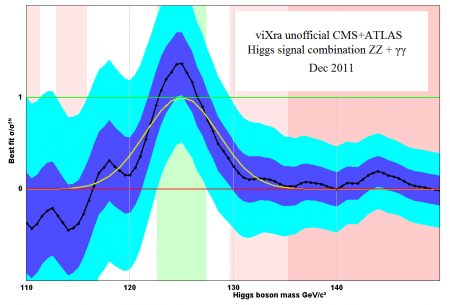 viXra unofficial CMS+ATLAS
Higgs signal combination ZZ + γγ
Dec 2011
1
0
Best fit σ/σˢᵐ
110
120
130
140
Higgs boson mass GeV/c²